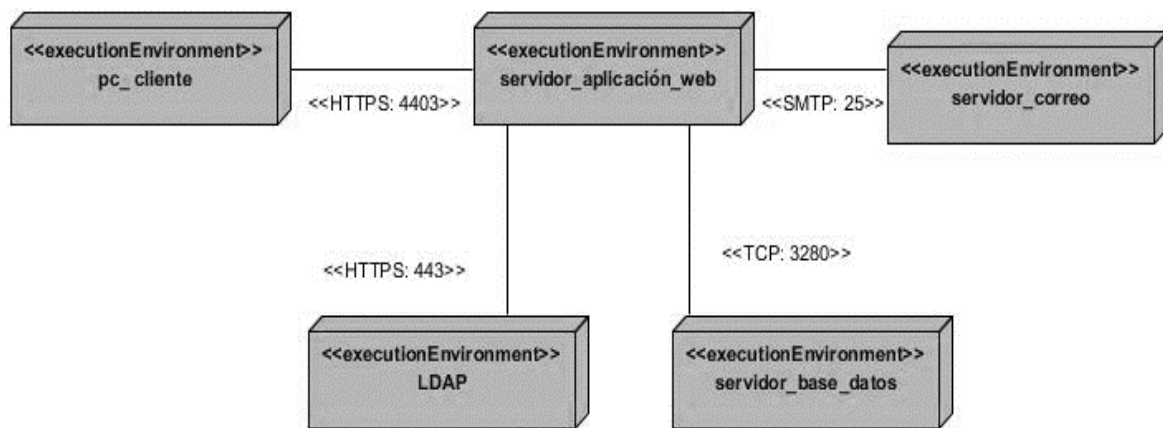 <<executionEnvironment>>
pc_ cliente
<<HTTPS: 4403>>
<<executionEnvironment>>
servidor_aplicación_web
<<SMTP: 25>>
<<executionEnvironment>>
servidor_correo
<<HTTPS: 443>>
<<TCP: 3280>>
<<executionEnvironment>>
LDAP
<<executionEnvironment>>
servidor_base_datos